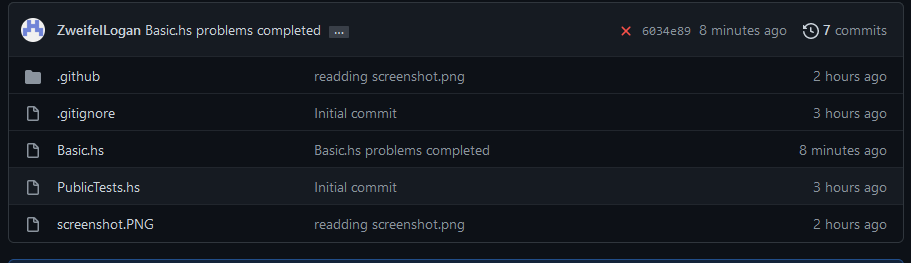 ZweifelLogan Basic.hs problems completed ... 6034e89 8 minutes ago 7 commits
.github readding screenshot.png 2 hours ago
.gitignore Initial commit 3 hours ago
Basic.hs Basic.hs problems completed 8 minutes ago
PublicTests.hs Initial commit 3 hours ago
screenshot.PNG readding screenshot.png 2 hours ago